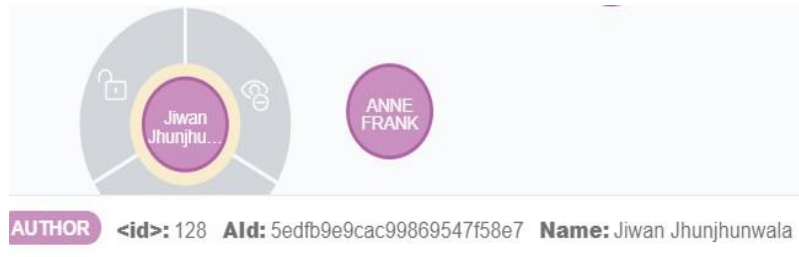 Jiwan
Jhunjhu...
ANNE
FRANK
AUTHOR <id>: 128 AId: 5edfb9e9cac99869547f58e7 Name: Jiwan Jhunjhunwala